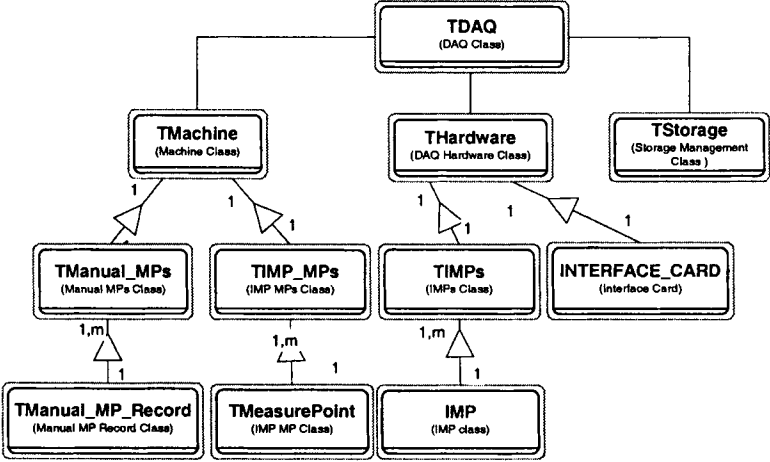 TDAQ
(DAQ Class)
TMachine
(Machine Class)
THardware
(DAQ Hardware Class)
TStorage
(Storage Management
Class )
1
1
1
1
1
1
1
TManual_MPs
(Manual MPs Class)
TIMP_MPs
(IMP MPs Class)
TIMPs
(IMPs Class)
INTERFACE_CARD
(Interface Card)
1,m
1
1,m
1
1,m
1
TManual_MP_Record
(Manual MP Record Class)
TMeasurePoint
(IMP MP Class)
IMP
(IMP class)